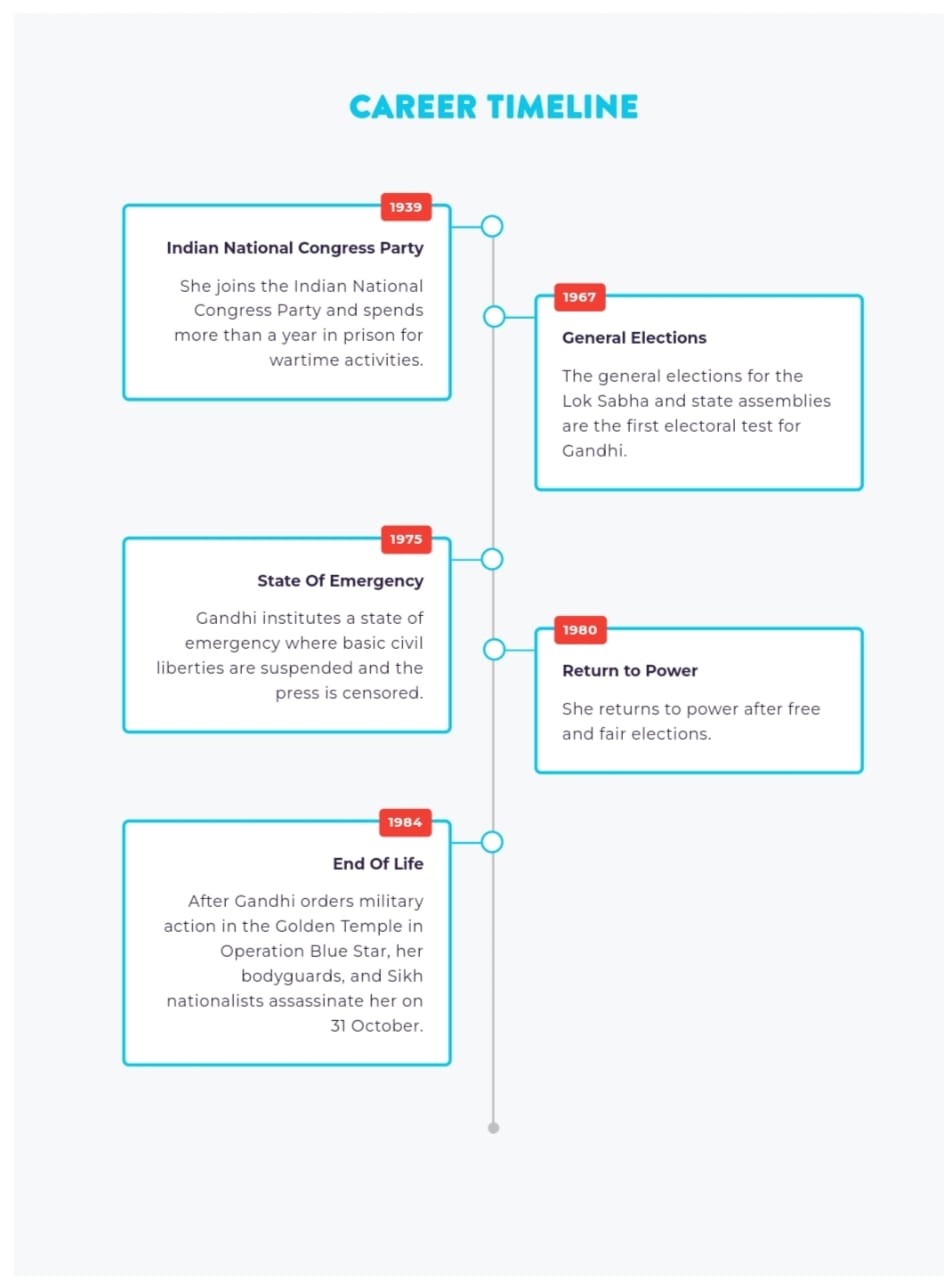 CAREER TIMELINE
1939
Indian National Congress Party
She joins the Indian National
Congress Party and spends
more than a year in prison for
wartime activities.
1967
General Elections
The general elections for the
Lok Sabha and state assemblies
are the first electoral test for
Gandhi.
1975
State Of Emergency
Gandhi institutes a state of
emergency where basic civil
liberties are suspended and the
press is censored.
1980
Return to Power
She returns to power after free
and fair elections.
1984
End Of Life
After Gandhi orders military
action in the Golden Temple in
Operation Blue Star, her
bodyguards, and Sikh
nationalists assassinate her on
31 October.